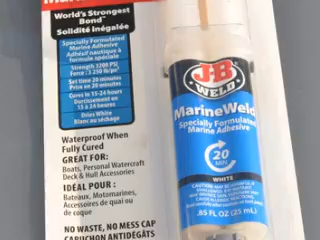 World's Strongest
Bond
Solidité inégalée
Specially Formulated
Marine Adhesive
Adhésif nautique à
formule spéciale
Strength 3200 PSI
Force : 3 250 lb/po²
Set time 20 minutes
Prise en 20 minutes
Cures in 15-24 hours
Durcissement en
15 à 24 heures
Dries White
Blanc au séchage
Waterproof When
Fully Cured
GREAT FOR:
Boats, Personal Watercraft
Deck & Hull Accessories
IDÉAL POUR :
Bateaux, Motomarines,
Accessoires de quai ou
de coque
NO WASTE, NO MESS CAP
CAPUCHON ANTIDÉGÂTS
J-B
WELD
MarineWeld
Specially Formulated
Marine Adhesive
20
MIN
WHITE
.85 FL OZ (25 mL)